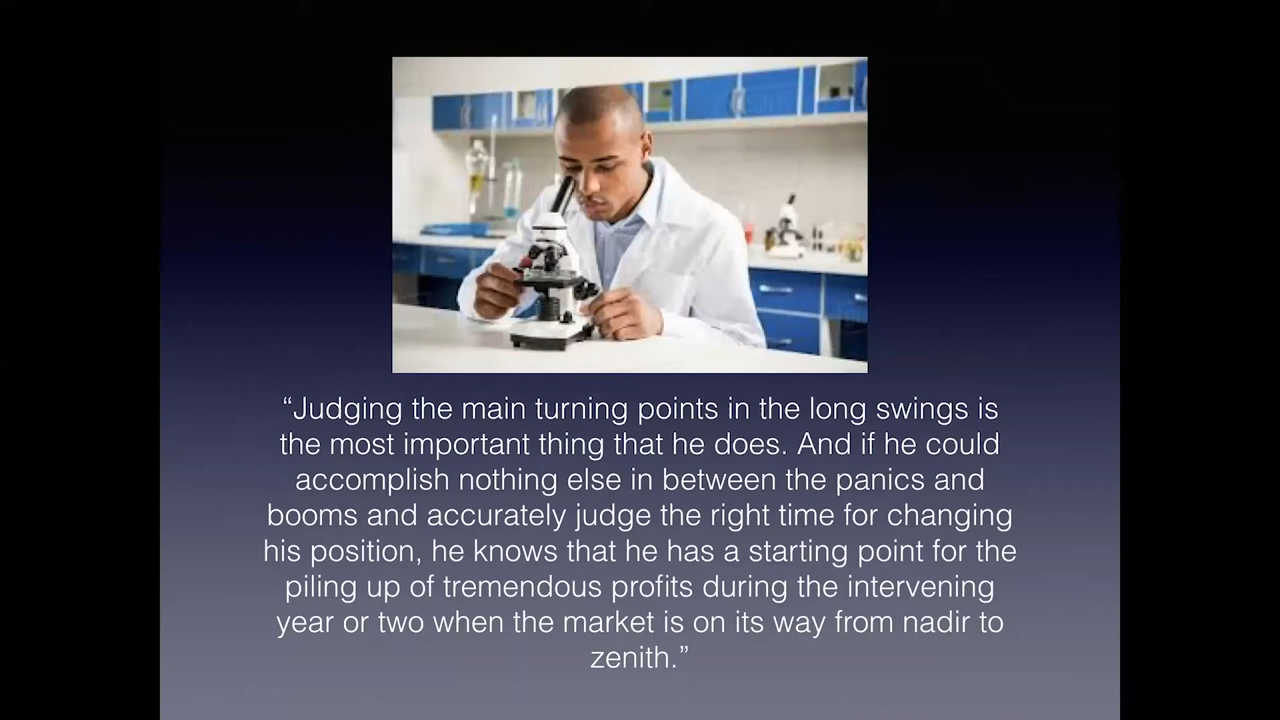 “Judging the main turning points in the long swings is
the most important thing that he does. And if he could
accomplish nothing else in between the panics and
booms and accurately judge the right time for changing
his position, he knows that he has a starting point for the
piling up of tremendous profits during the intervening
year or two when the market is on its way from nadir to
zenith.”